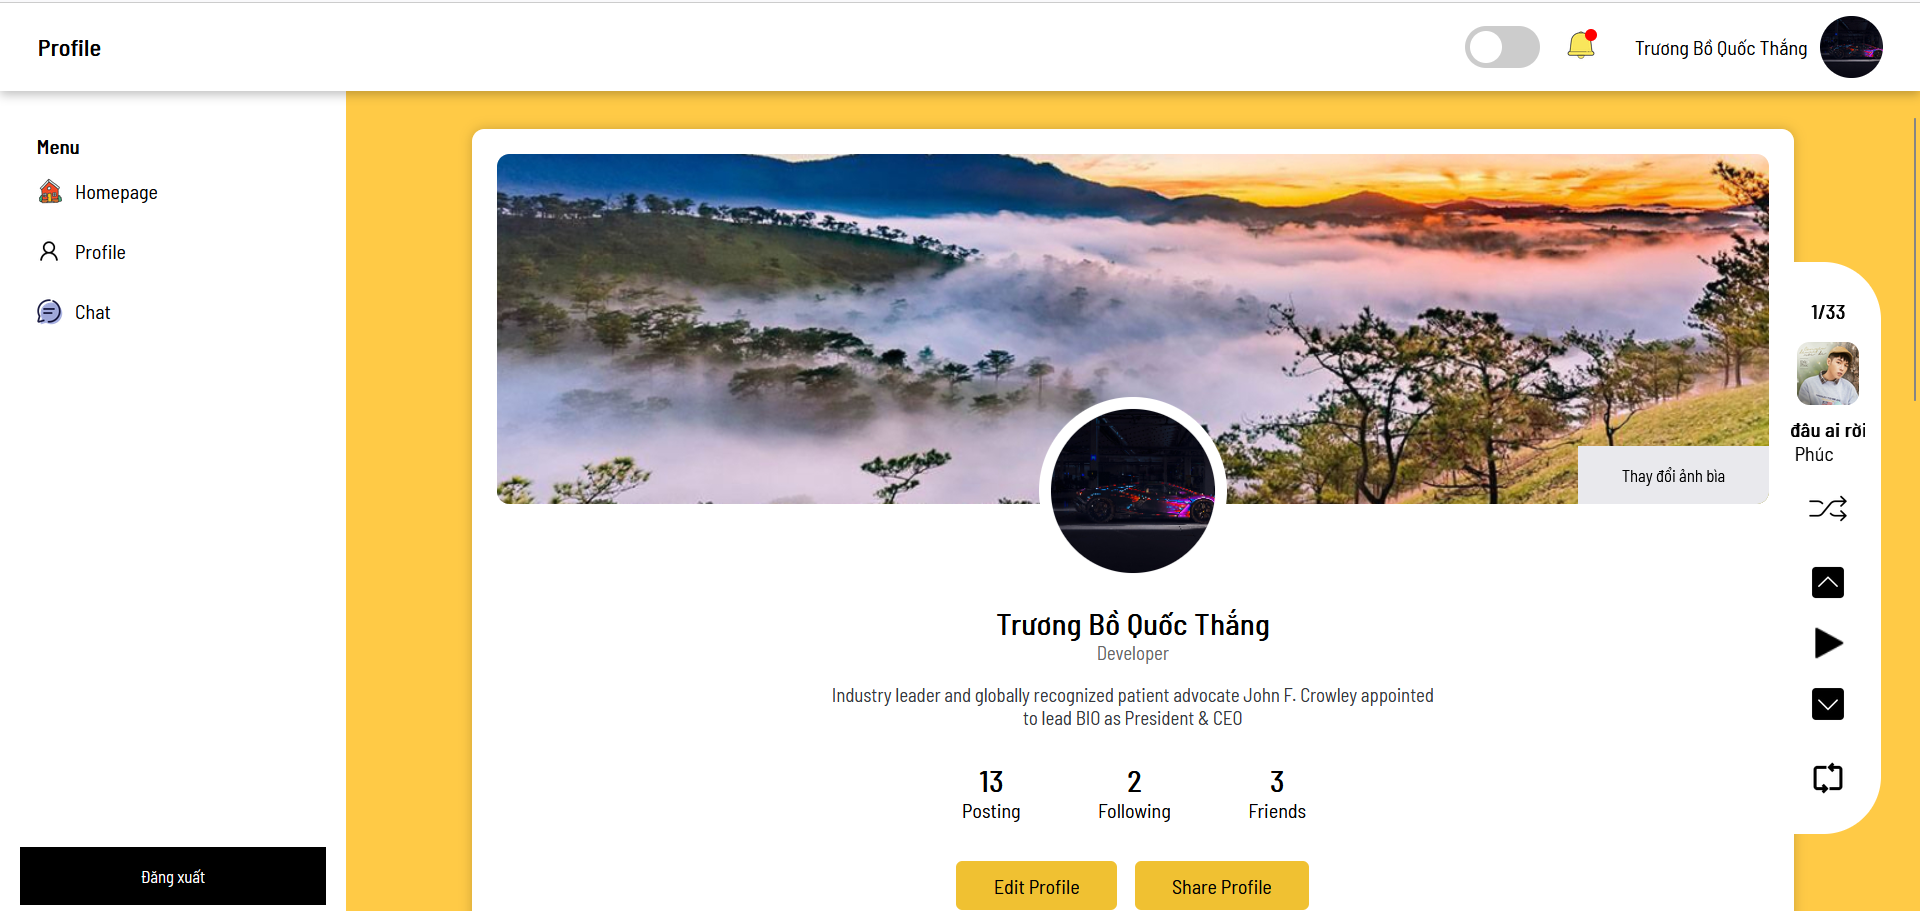 Profile
Trương Bồ Quốc Thắng
Menu
Homepage
Profile
Chat
Đăng xuất
Thay đổi ảnh bìa
Trương Bồ Quốc Thắng
Developer
Industry leader and globally recognized patient advocate John F. Crowley appointed
to lead BIO as President & CEO
13
Posting
2
Following
3
Friends
Edit Profile
Share Profile
1/33
đâu ai rời
Phúc